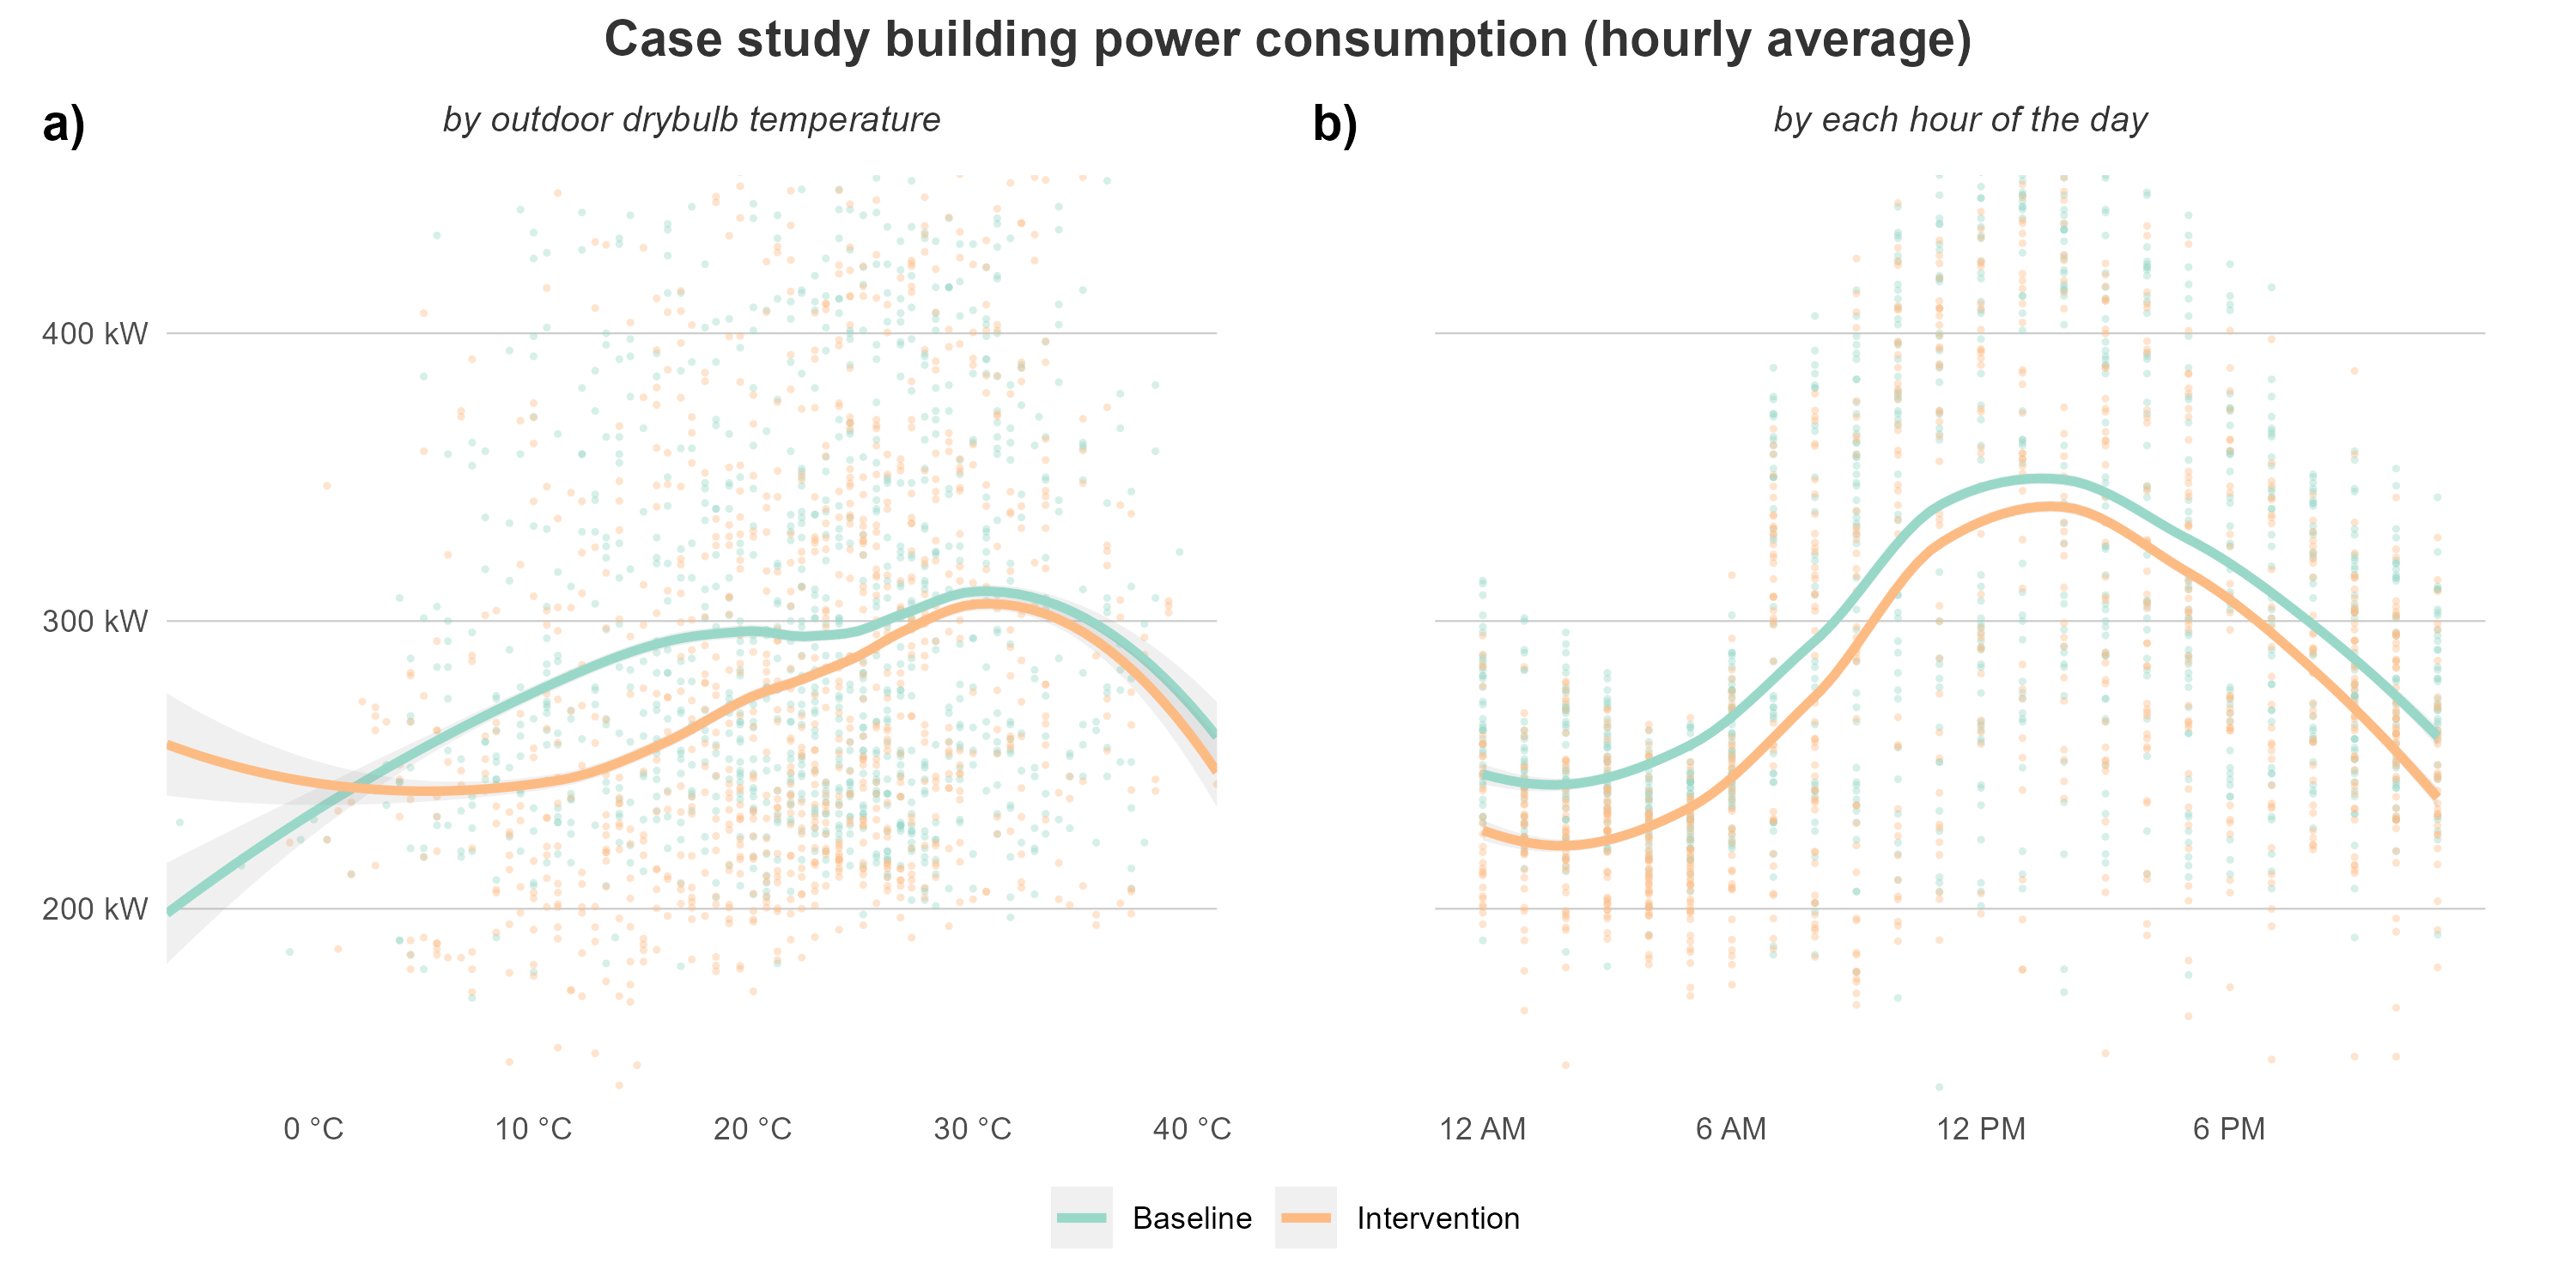 Case study building power consumption (hourly average)
a)
by outdoor drybulb temperature
b)
by each hour of the day
400 kW
300 kW
200 kW
0 °C 10 °C 20 °C 30 °C 40 °C
12 AM 6 AM 12 PM 6 PM
Baseline Intervention